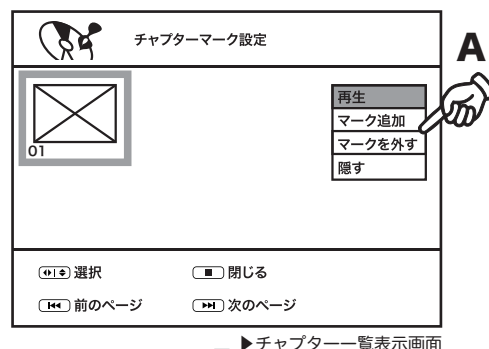 チャプターマーク設定
A
01
再生
マーク追加
マークを外す
隠す
選択
閉じる
前のページ
次のページ
▶チャプター一覧表示画面